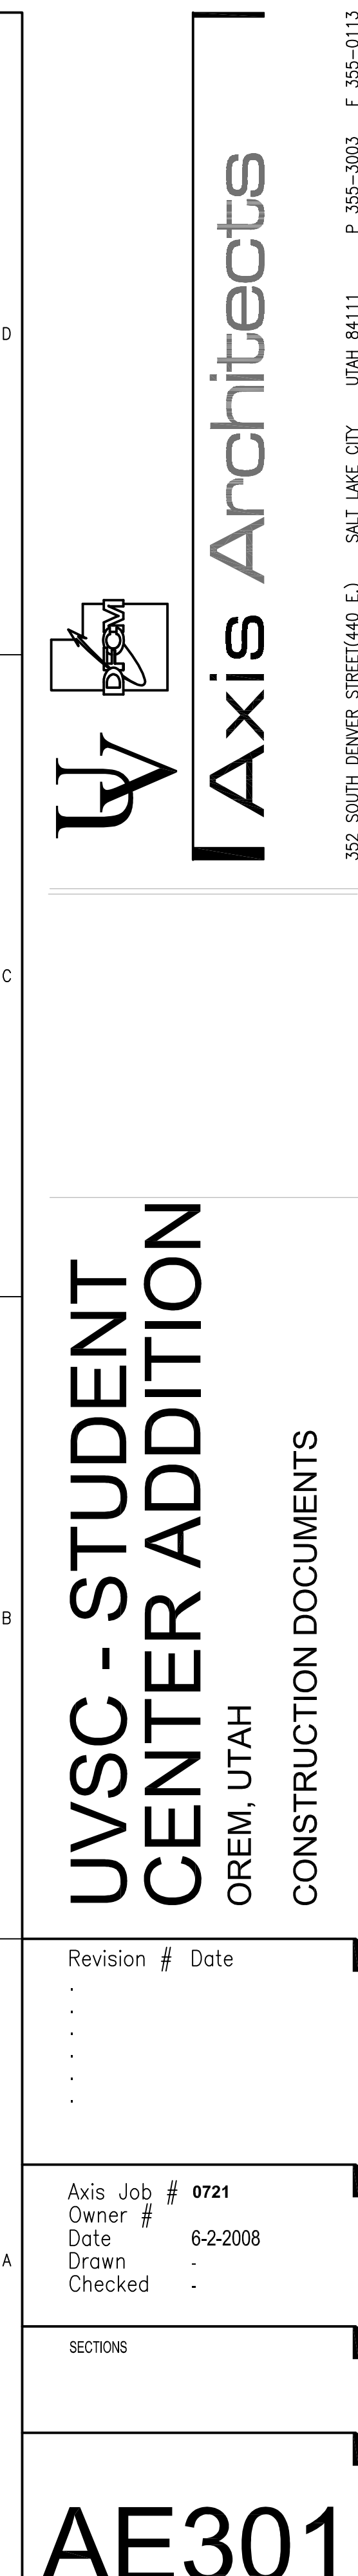 D
C
B
A
DFCM
UV
Axis Architects
352 SOUTH DENVER STREET(440 E.) SALT LAKE CITY UTAH 84111 P 355-3003 F 355-0113
UVSC - STUDENT
CENTER ADDITION
OREM, UTAH
CONSTRUCTION DOCUMENTS
Revision # Date
.
.
.
.
.
.
Axis Job # 0721
Owner #
Date 6-2-2008
Drawn -
Checked -
SECTIONS
AE301